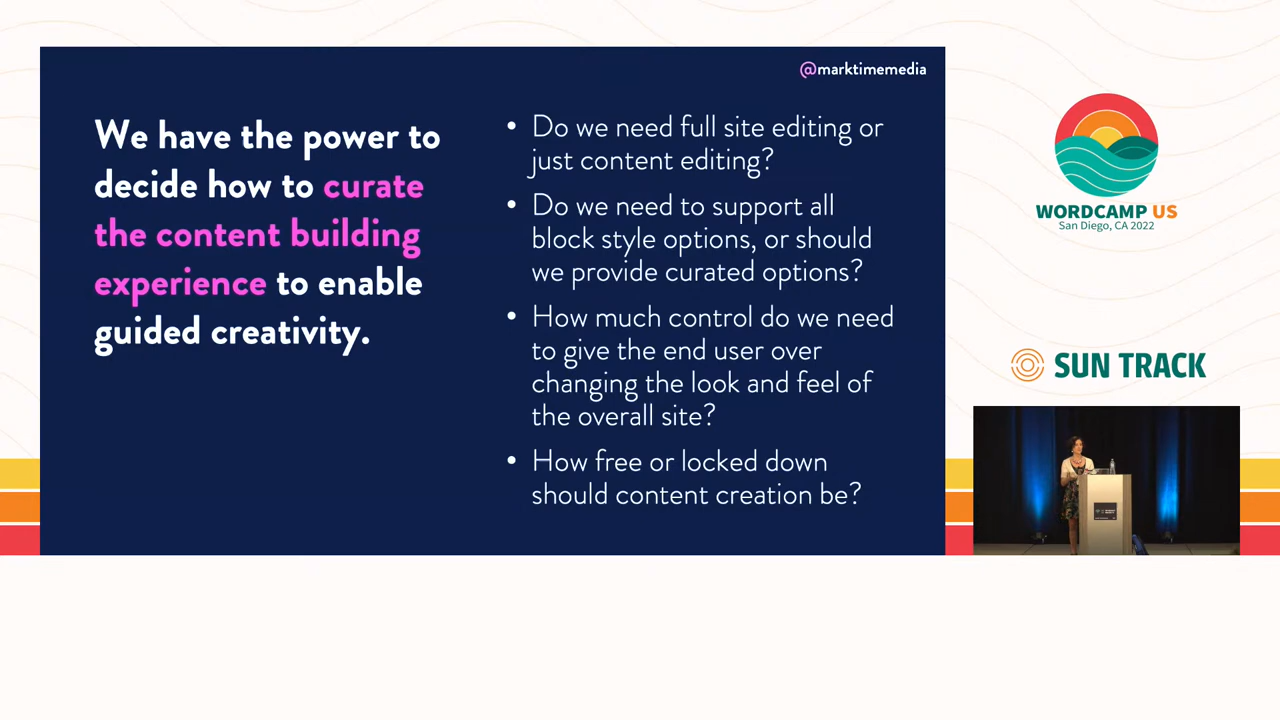 @marktimemedia
We have the power to
decide how to curate
the content building
experience to enable
guided creativity.
• Do we need full site editing or
just content editing?
• Do we need to support all
block style options, or should
we provide curated options?
• How much control do we need
to give the end user over
changing the look and feel of
the overall site?
• How free or locked down
should content creation be?
WORDCAMP US
San Diego, CA 2022
SUN TRACK